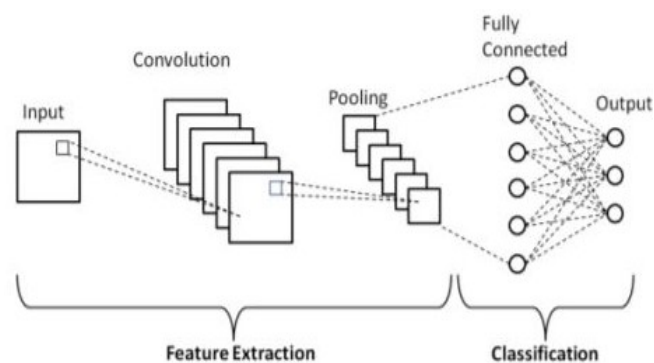 Fully
Connected
Convolution
Pooling
Input
Output
Feature Extraction
Classification